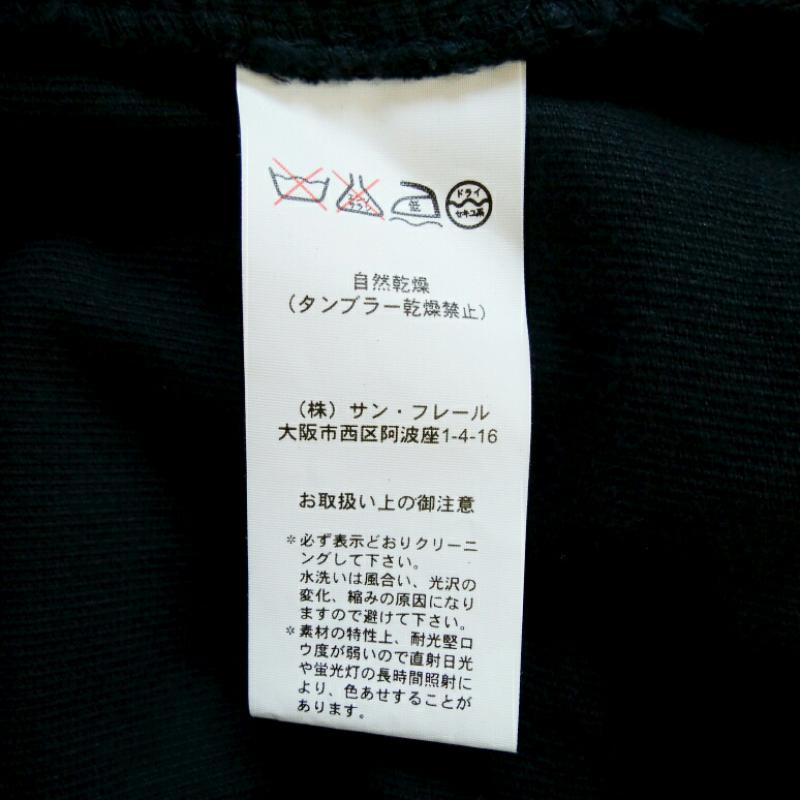 ドライ
エンソ サラシ 低 セキユ系
自然乾燥
(タンブラー乾燥禁止)
(株)サン・フレール
大阪市西区阿波座1-4-16
お取扱い上の御注意
*必ず表示どおりクリーニ
ングして下さい。
水洗いは風合い、光沢の
変化、縮みの原因になり
ますので避けて下さい。
*素材の特性上、耐光堅ロ
ウ度が弱いので直射日光
や蛍光灯の長時間照射に
より、色あせすることが
あります。